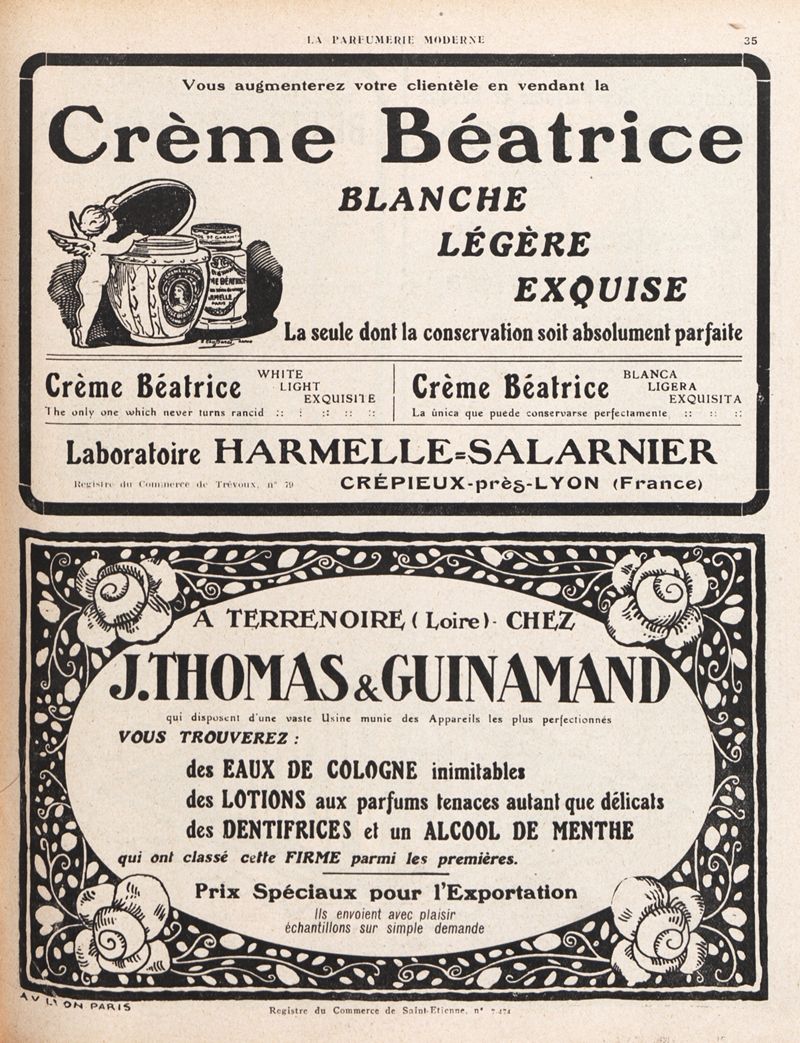 LA PARFUMERIE MODERNE
35
Vous augmenterez votre clientèle en vendant la
Crème Béatrice
BLANCHE
LÉGÈRE
EXQUISE
La seule dont la conservation soit absolument parfaite
Crème Béatrice WHITE
LIGHT
EXQUISITE
The only one which never turns rancid :: : :: :: ::
Crème Béatrice BLANCA
LIGERA
EXQUISITA
La única que puede conservarse perfectamente. :: :: ::
Laboratoire HARMELLE=SALARNIER
Registre du Commerce de Trévoux, n° 79
CRÉPIEUX-près-LYON (France)
A TERRENOIRE (Loire)- CHEZ
J. THOMAS & GUINAMAND
qui disposent d'une vaste Usine munie des Appareils les plus perfectionnés
VOUS TROUVEREZ :
des EAUX DE COLOGNE inimitables
des LOTIONS aux parfums tenaces autant que délicats
des DENTIFRICES et un ALCOOL DE MENTHE
qui ont classé cette FIRME parmi les premières.
Prix Spéciaux pour l'Exportation
Ils envoient avec plaisir
échantillons sur simple demande
PARIS
Registre du Commerce de Saint-Etienne, n° 7.474